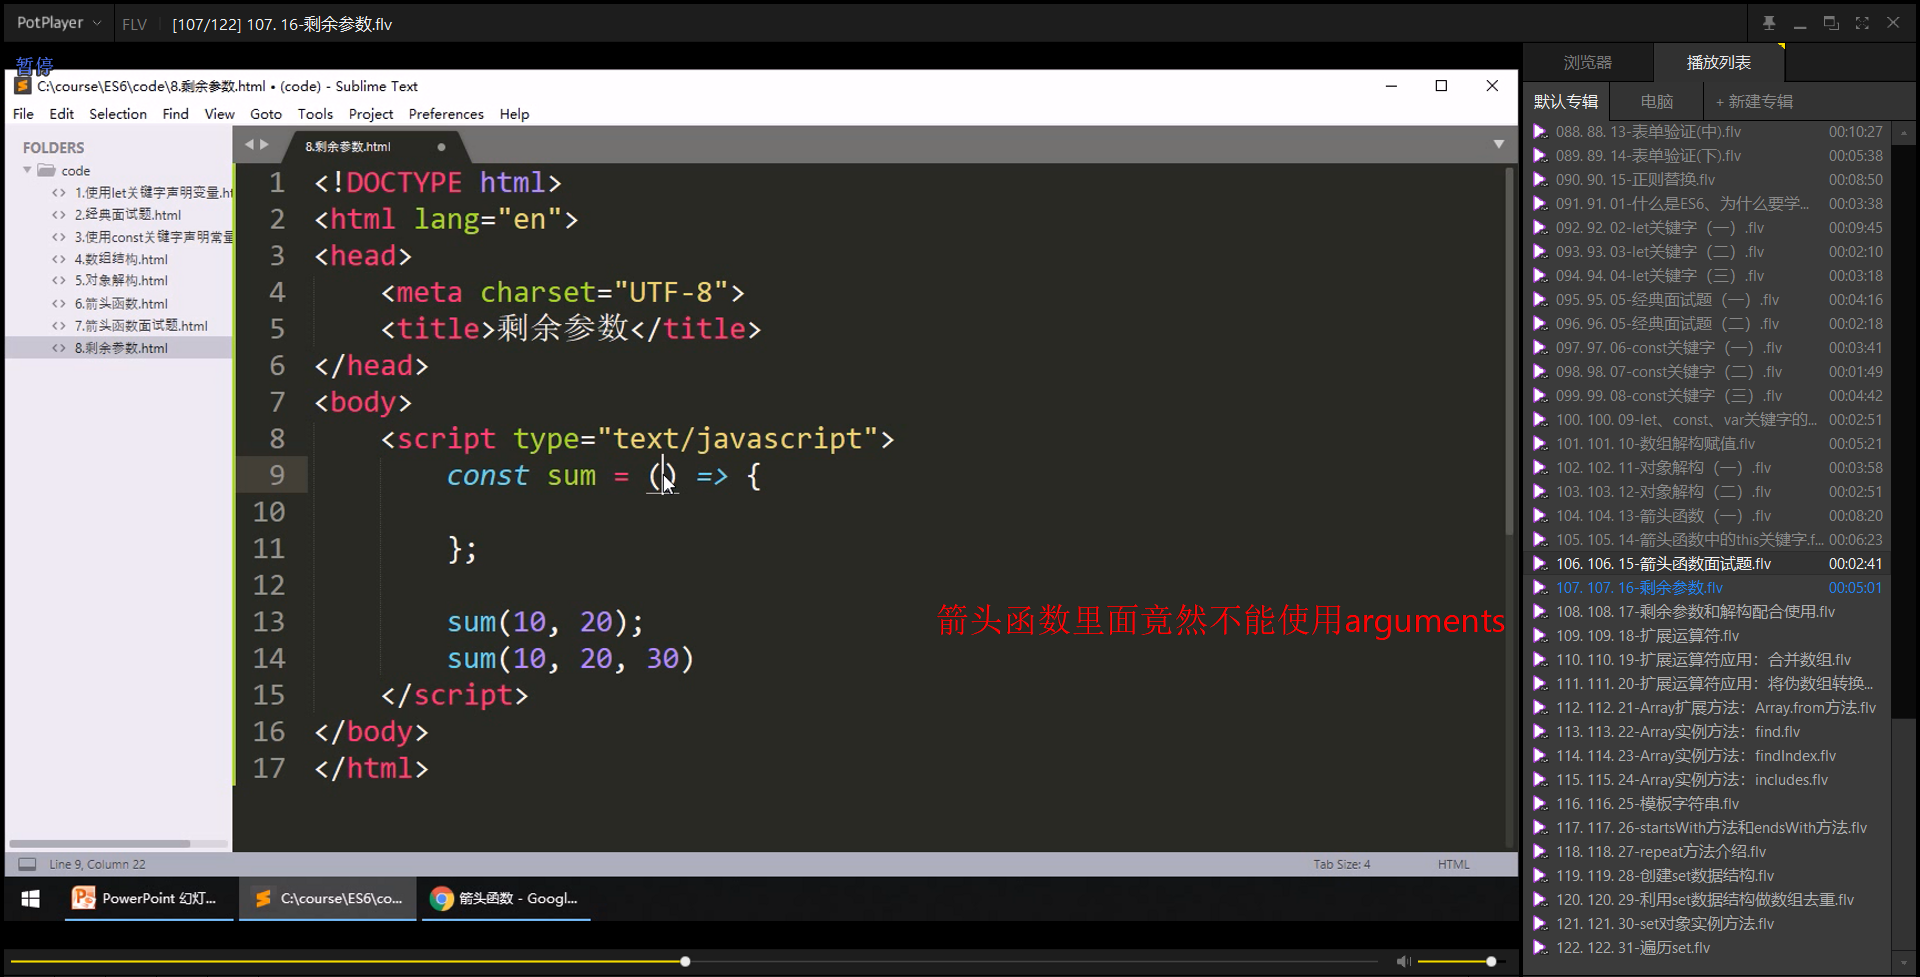 PotPlayer
FLV
[107/122] 107. 16-剩余参数.flv
暂停
C:\course\ES6\code\8.剩余参数.html • (code) - Sublime Text
File Edit Selection Find View Goto Tools Project Preferences Help
FOLDERS
code
<> 1.使用let关键字声明变量.ht
<> 2.经典面试题.html
<> 3.使用const关键字声明常量
<> 4.数组结构.html
<> 5.对象解构.html
<> 6.箭头函数.html
<> 7.箭头函数面试题.html
<> 8.剩余参数.html
8.剩余参数.html
1 <!DOCTYPE html>
2 <html lang="en">
3 <head>
4 <meta charset="UTF-8">
5 <title>剩余参数</title>
6 </head>
7 <body>
8 <script type="text/javascript">
9 const sum = () => {
10
11 };
12
13 sum(10, 20);
14 sum(10, 20, 30)
15 </script>
16 </body>
17 </html>
箭头函数里面竟然不能使用arguments
Line 9, Column 22
Tab Size: 4
HTML
PowerPoint 幻灯...
C:\course\ES6\co...
箭头函数 - Googl...
浏览器
播放列表
默认专辑
电脑
+ 新建专辑
088. 88. 13-表单验证(中).flv 00:10:27
089. 89. 14-表单验证(下).flv 00:05:38
090. 90. 15-正则替换.flv 00:08:50
091. 91. 01-什么是ES6、为什么要学... 00:03:38
092. 92. 02-let关键字（一）.flv 00:09:45
093. 93. 03-let关键字（二）.flv 00:02:10
094. 94. 04-let关键字（三）.flv 00:03:18
095. 95. 05-经典面试题（一）.flv 00:04:16
096. 96. 05-经典面试题（二）.flv 00:02:18
097. 97. 06-const关键字（一）.flv 00:03:41
098. 98. 07-const关键字（二）.flv 00:01:49
099. 99. 08-const关键字（三）.flv 00:04:42
100. 100. 09-let、const、var关键字的... 00:02:51
101. 101. 10-数组解构赋值.flv 00:05:21
102. 102. 11-对象解构（一）.flv 00:03:58
103. 103. 12-对象解构（二）.flv 00:02:51
104. 104. 13-箭头函数（一）.flv 00:08:20
105. 105. 14-箭头函数中的this关键字.f... 00:06:23
106. 106. 15-箭头函数面试题.flv 00:02:41
107. 107. 16-剩余参数.flv 00:05:01
108. 108. 17-剩余参数和解构配合使用.flv
109. 109. 18-扩展运算符.flv
110. 110. 19-扩展运算符应用：合并数组.flv
111. 111. 20-扩展运算符应用：将伪数组转换...
112. 112. 21-Array扩展方法：Array.from方法.flv
113. 113. 22-Array实例方法：find.flv
114. 114. 23-Array实例方法：findIndex.flv
115. 115. 24-Array实例方法：includes.flv
116. 116. 25-模板字符串.flv
117. 117. 26-startsWith方法和endsWith方法.flv
118. 118. 27-repeat方法介绍.flv
119. 119. 28-创建set数据结构.flv
120. 120. 29-利用set数据结构做数组去重.flv
121. 121. 30-set对象实例方法.flv
122. 122. 31-遍历set.flv